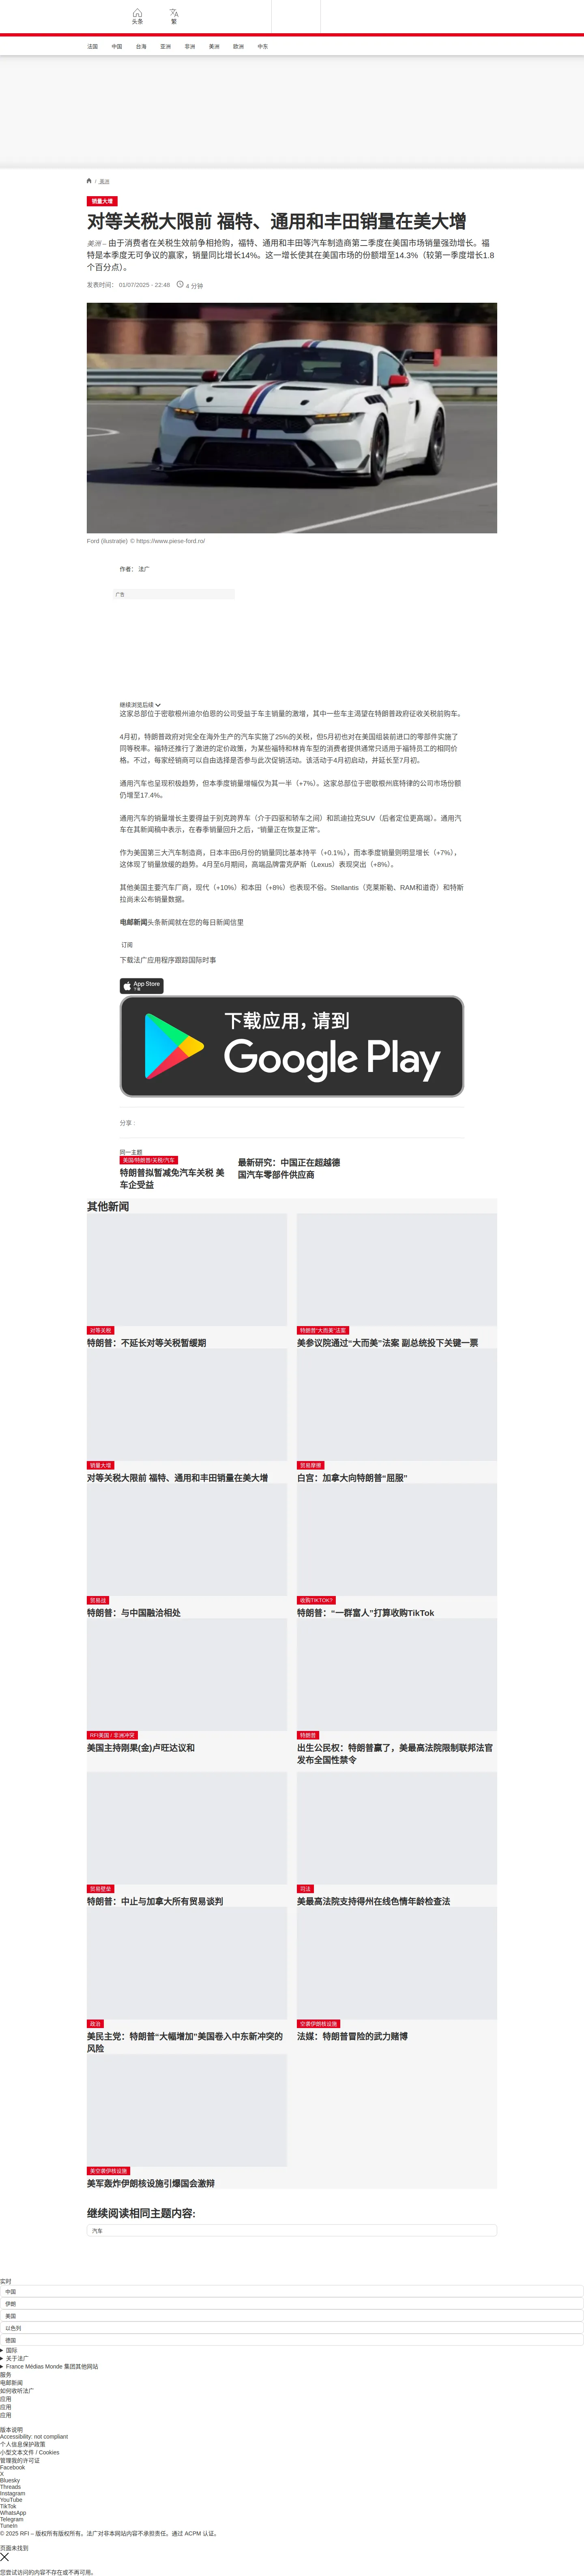 头条
繁
法国 中国 台海 亚洲 非洲 美洲 欧洲 中东
/ 美洲
销量大增
对等关税大限前 福特、通用和丰田销量在美大增
美洲 – 由于消费者在关税生效前争相抢购，福特、通用和丰田等汽车制造商第二季度在美国市场销量强劲增长。福
特是本季度无可争议的赢家，销量同比增长14%。这一增长使其在美国市场的份额增至14.3%（较第一季度增长1.8
个百分点）。
发表时间： 01/07/2025 - 22:48 4 分钟
Ford (ilustrație) © https://www.piese-ford.ro/
作者： 法广
广告
继续浏览后续
这家总部位于密歇根州迪尔伯恩的公司受益于车主销量的激增，其中一些车主渴望在特朗普政府征收关税前购车。
4月初，特朗普政府对完全在海外生产的汽车实施了25%的关税，但5月初也对在美国组装前进口的零部件实施了
同等税率。福特还推行了激进的定价政策，为某些福特和林肯车型的消费者提供通常只适用于福特员工的相同价
格。不过，每家经销商可以自由选择是否参与此次促销活动。该活动于4月初启动，并延长至7月初。
通用汽车也呈现积极趋势，但本季度销量增幅仅为其一半（+7%）。这家总部位于密歇根州底特律的公司市场份额
仍增至17.4%。
通用汽车的销量增长主要得益于别克跨界车（介于四驱和轿车之间）和凯迪拉克SUV（后者定位更高端）。通用汽
车在其新闻稿中表示，在春季销量回升之后，“销量正在恢复正常”。
作为美国第三大汽车制造商，日本丰田6月份的销量同比基本持平（+0.1%），而本季度销量则明显增长（+7%），
这体现了销量放缓的趋势。4月至6月期间，高端品牌雷克萨斯（Lexus）表现突出（+8%）。
其他美国主要汽车厂商，现代（+10%）和本田（+8%）也表现不俗。Stellantis（克莱斯勒、RAM和道奇）和特斯
拉尚未公布销量数据。
电邮新闻头条新闻就在您的每日新闻信里
订阅
下载法广应用程序跟踪国际时事
App Store
下载
下载应用，请到
Google Play
分享 :
同一主题
美国/特朗普/关税/汽车
特朗普拟暂减免汽车关税 美
车企受益
最新研究：中国正在超越德
国汽车零部件供应商
其他新闻
对等关税
特朗普：不延长对等关税暂缓期
特朗普“大而美”法案
美参议院通过“大而美”法案 副总统投下关键一票
销量大增
对等关税大限前 福特、通用和丰田销量在美大增
贸易摩擦
白宫：加拿大向特朗普“屈服”
贸易战
特朗普：与中国融洽相处
收购TIKTOK?
特朗普：“一群富人”打算收购TikTok
RFI美国 / 非洲冲突
美国主持刚果(金)卢旺达议和
特朗普
出生公民权：特朗普赢了，美最高法院限制联邦法官
发布全国性禁令
贸易壁垒
特朗普：中止与加拿大所有贸易谈判
司法
美最高法院支持得州在线色情年龄检查法
政治
美民主党：特朗普“大幅增加”美国卷入中东新冲突的
风险
空袭伊朗核设施
法媒：特朗普冒险的武力赌博
美空袭伊核设施
美军轰炸伊朗核设施引爆国会激辩
继续阅读相同主题内容:
汽车
实时
中国
伊朗
美国
以色列
德国
国际
关于法广
France Médias Monde 集团其他网站
服务
电邮新闻
如何收听法广
应用
应用
应用
版本说明
Accessibility: not compliant
个人信息保护政策
小型文本文件 / Cookies
管理我的许可证
Facebook
X
Bluesky
Threads
Instagram
YouTube
TikTok
WhatsApp
Telegram
TuneIn
© 2025 RFI – 版权所有版权所有。法广对非本网站内容不承担责任。通过 ACPM 认证。
页面未找到
您尝试访问的内容不存在或不再可用。